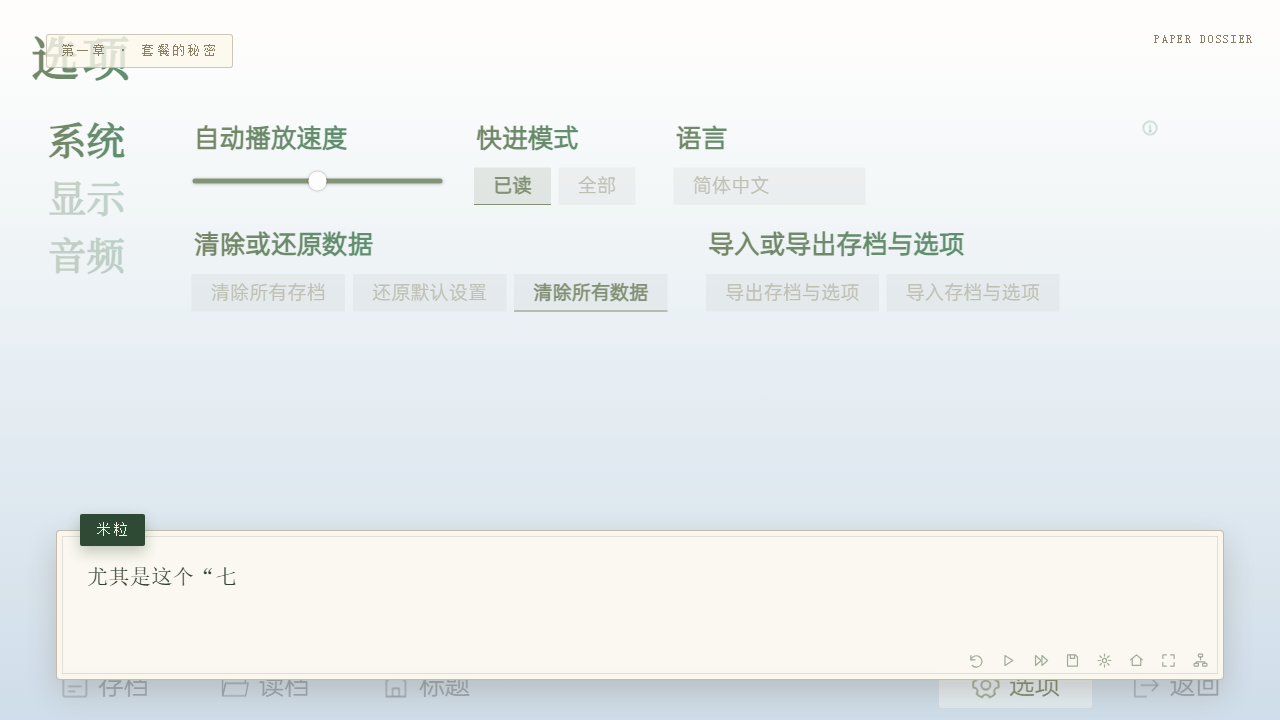 选项
第一章 · 套餐的秘密
PAPER DOSSIER
系统
显示
音频
自动播放速度
快进模式
语言
已读
全部
简体中文
清除或还原数据
导入或导出存档与选项
清除所有存档
还原默认设置
清除所有数据
导出存档与选项
导入存档与选项
米粒
尤其是这个“七
存档
读档
标题
选项
返回